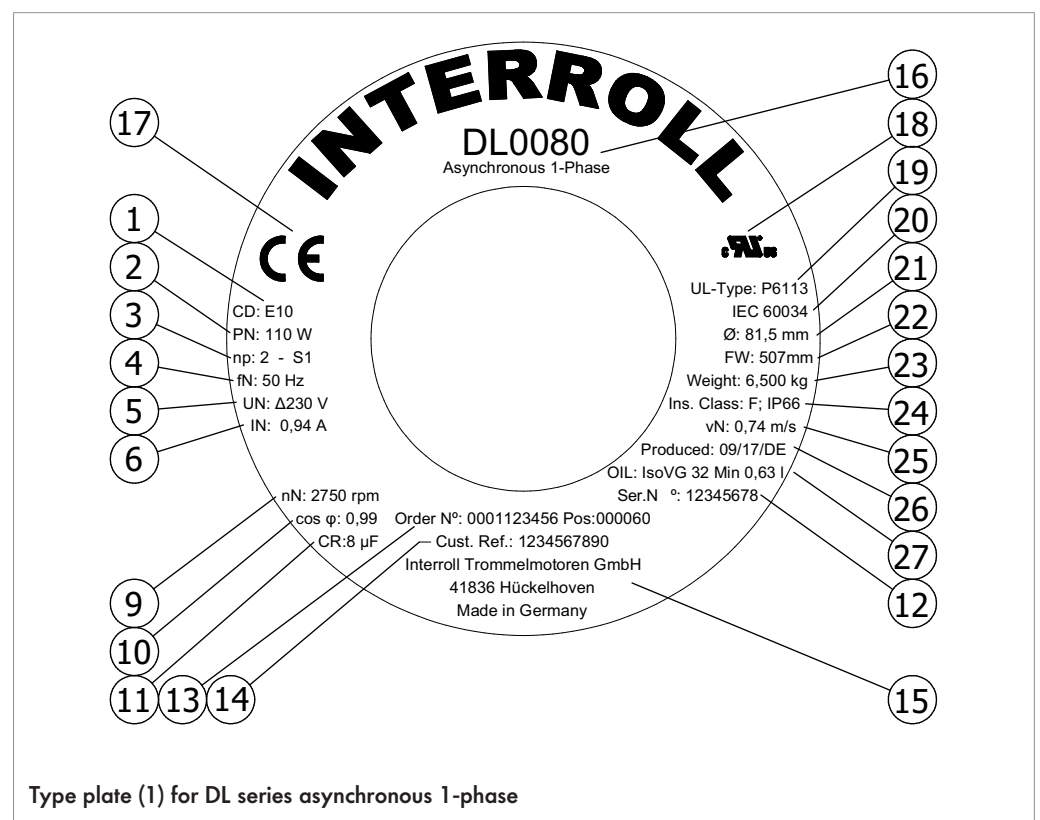 INTERROLL
DL0080
Asynchronous 1-Phase
CE
c RU us
CD: E10
PN: 110 W
np: 2 - S1
fN: 50 Hz
UN: Δ230 V
IN: 0,94 A
nN: 2750 rpm
cos φ: 0,99
CR:8 µF
UL-Type: P6113
IEC 60034
Ø: 81,5 mm
FW: 507mm
Weight: 6,500 kg
Ins. Class: F; IP66
vN: 0,74 m/s
Produced: 09/17/DE
OIL: IsoVG 32 Min 0,63 l
Ser.N º: 12345678
Order Nº: 0001123456 Pos:000060
Cust. Ref.: 1234567890
Interroll Trommelmotoren GmbH
41836 Hückelhoven
Made in Germany
17
1
2
3
4
5
6
9
10
11 13 14
16
18
19
20
21
22
23
24
25
26
27
12
15
Type plate (1) for DL series asynchronous 1-phase